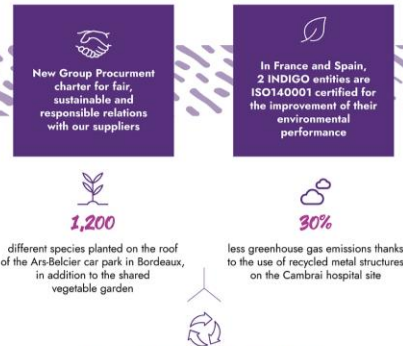 New Group Procurment
charter for fair,
sustainable and
responsible relations
with our suppliers
In France and Spain,
2 INDIGO entities are
ISO140001 certified for
the improvement of their
environmental
performance
1,200
different species planted on the roof
of the Ars-Belcier car park in Bordeaux,
in addition to the shared
vegetable garden
30%
less greenhouse gas emissions thanks
to the use of recycled metal structures
on the Cambrai hospital site